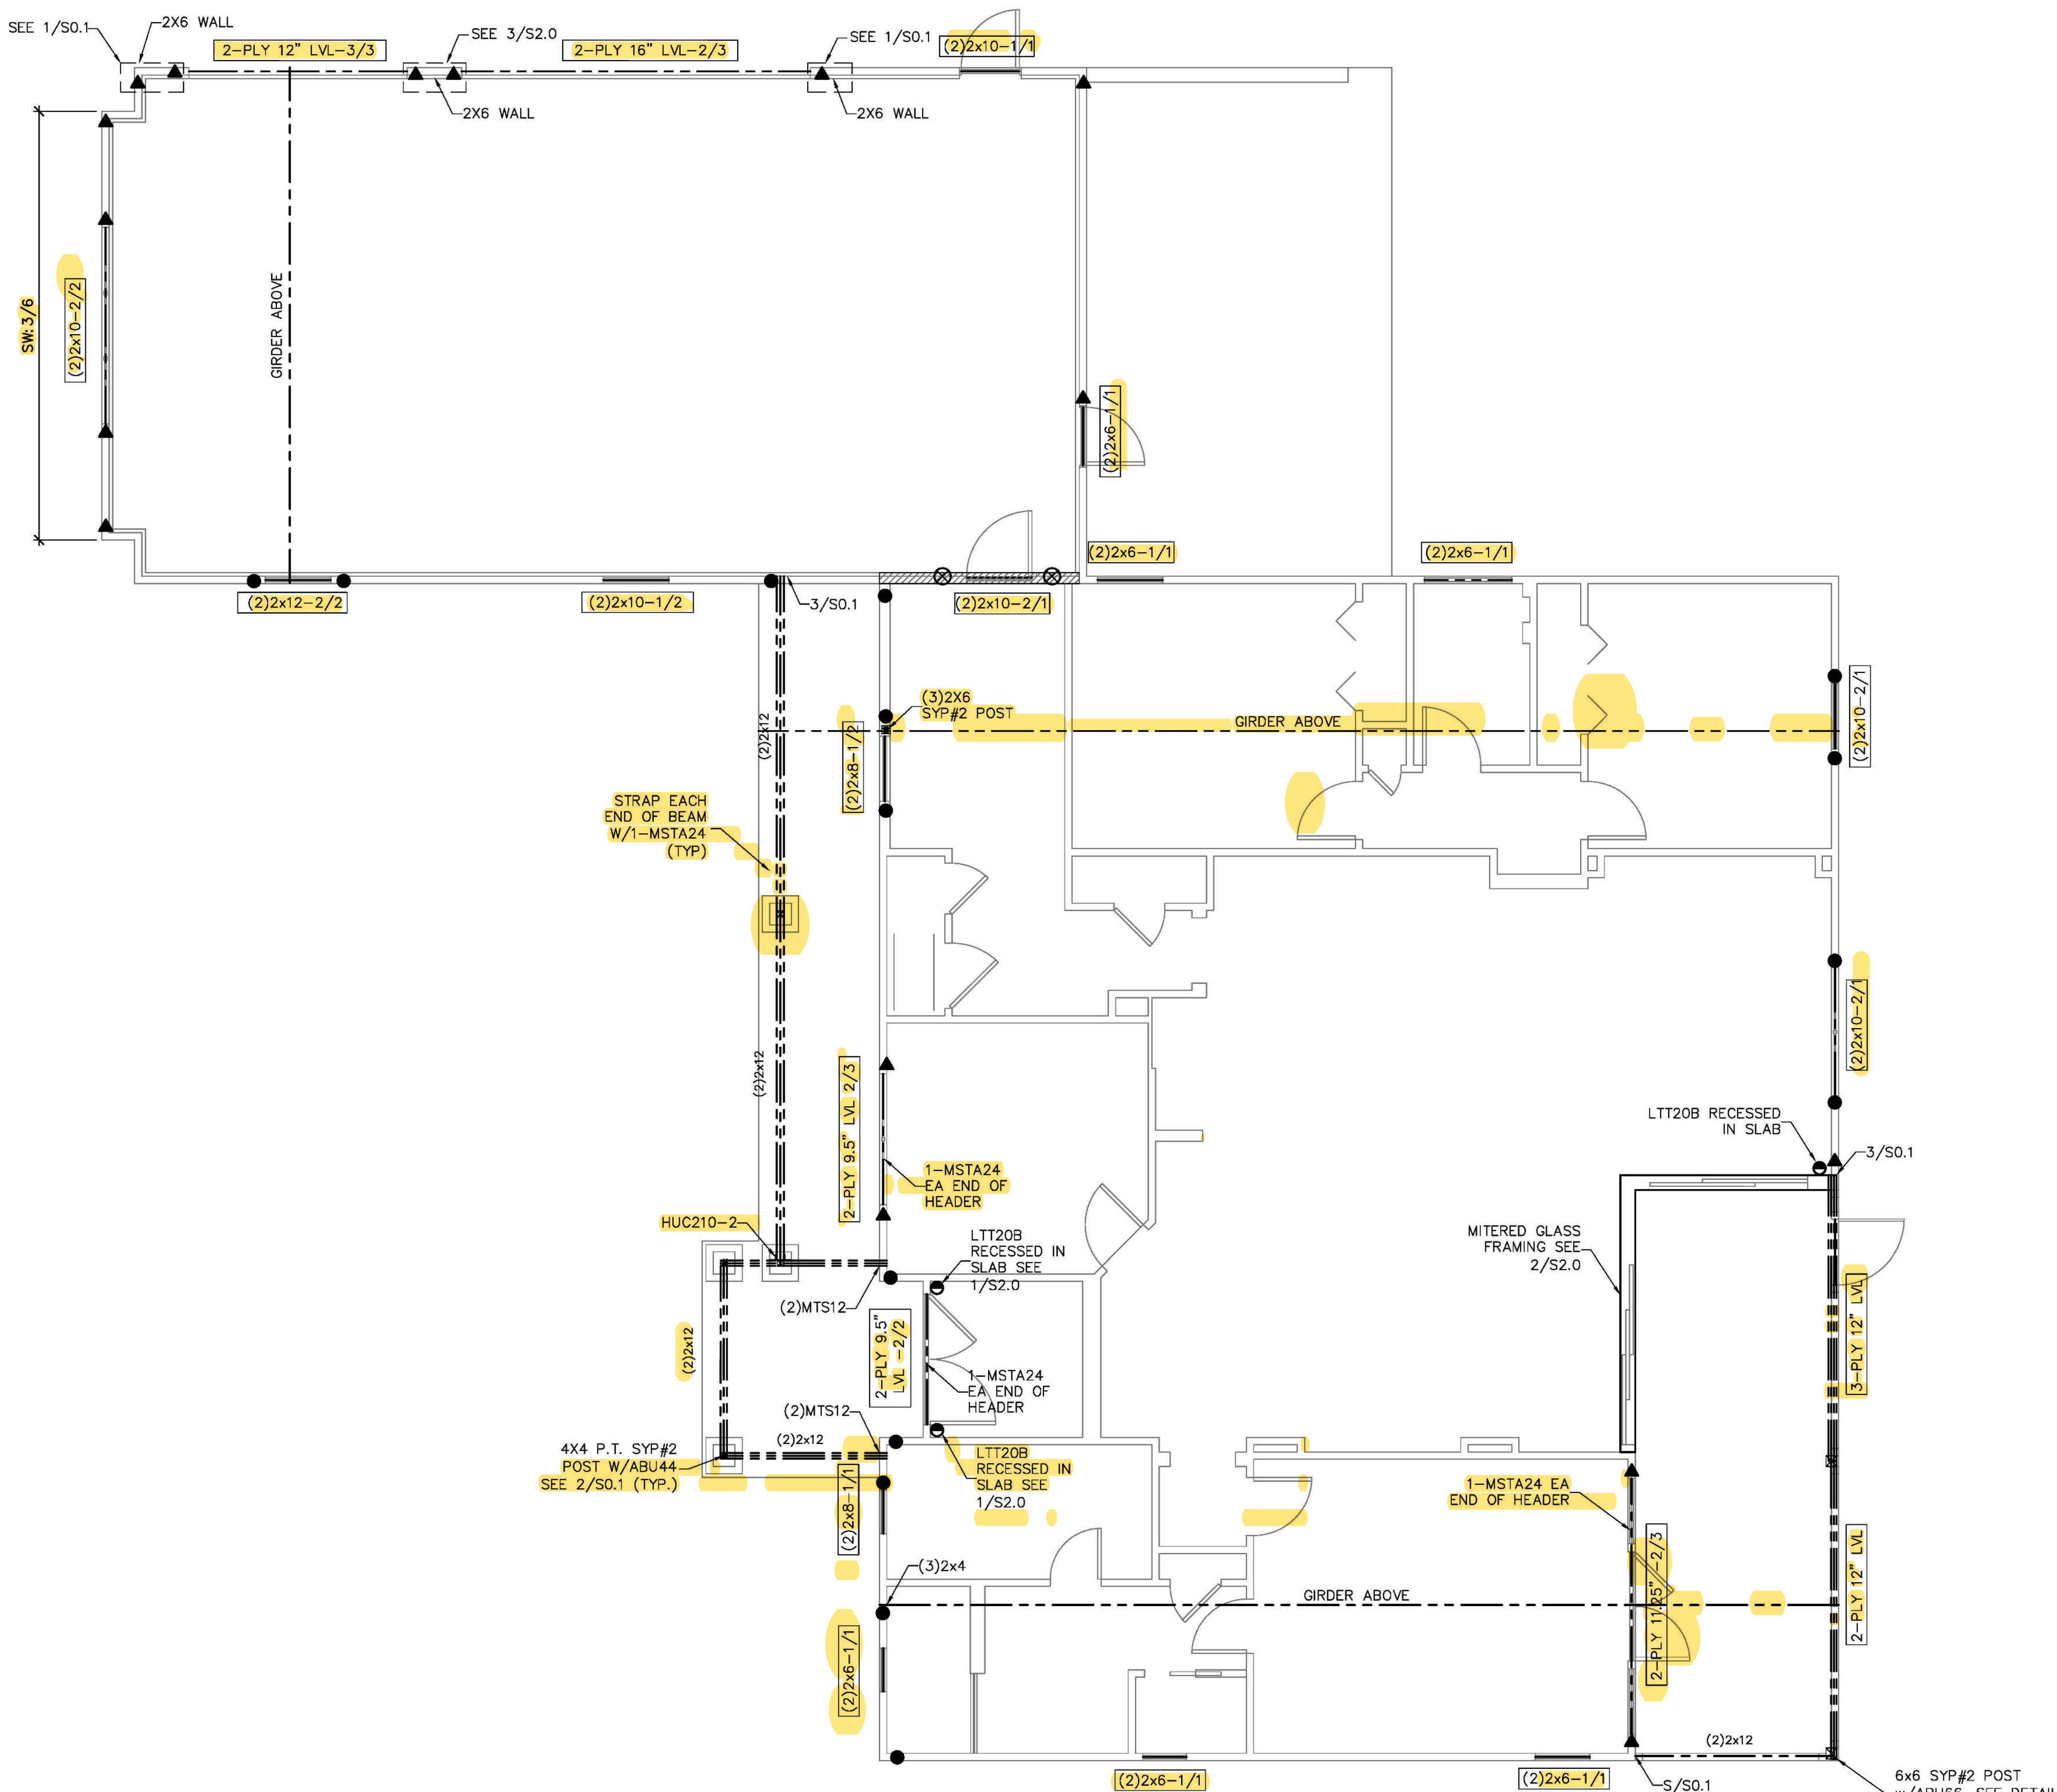 SEE 1/S0.1
2X6 WALL
2-PLY 12" LVL-3/3
SEE 3/S2.0
2-PLY 16" LVL-2/3
SEE 1/S0.1
(2)2x10-1/1
2X6 WALL
2X6 WALL
SW:3/6
(2)2x10-2/2
GIRDER ABOVE
(2)2x6-1/1
(2)2x6-1/1
(2)2x6-1/1
(2)2x12-2/2
(2)2x10-1/2
3/S0.1
(2)2x10-2/1
(2)2x12
(2)2x8-1/2
(3)2X6
SYP#2 POST
GIRDER ABOVE
(2)2x10-2/1
STRAP EACH
END OF BEAM
W/1-MSTA24
(TYP)
(2)2x12
2-PLY 9.5" LVL 2/3
(2)2x10-2/1
LTT20B RECESSED
IN SLAB
3/S0.1
1-MSTA24
EA END OF
HEADER
HUC210-2
LTT20B
RECESSED IN
SLAB SEE
1/S2.0
MITERED GLASS
FRAMING SEE
2/S2.0
(2)MTS12
(2)2x12
2-PLY 9.5"
LVL -2/2
3-PLY 12" LVL
1-MSTA24
EA END OF
HEADER
(2)MTS12
(2)2x12
4X4 P.T. SYP#2
POST W/ABU44
SEE 2/S0.1 (TYP.)
(2)2x8-1/1
LTT20B
RECESSED IN
SLAB SEE
1/S2.0
1-MSTA24 EA
END OF HEADER
2-PLY 11.25" -2/3
2-PLY 12" LVL
(3)2x4
GIRDER ABOVE
(2)2x6-1/1
(2)2x12
(2)2x6-1/1
(2)2x6-1/1
S/S0.1
6x6 SYP#2 POST
w/ABU66, SEE DETAIL